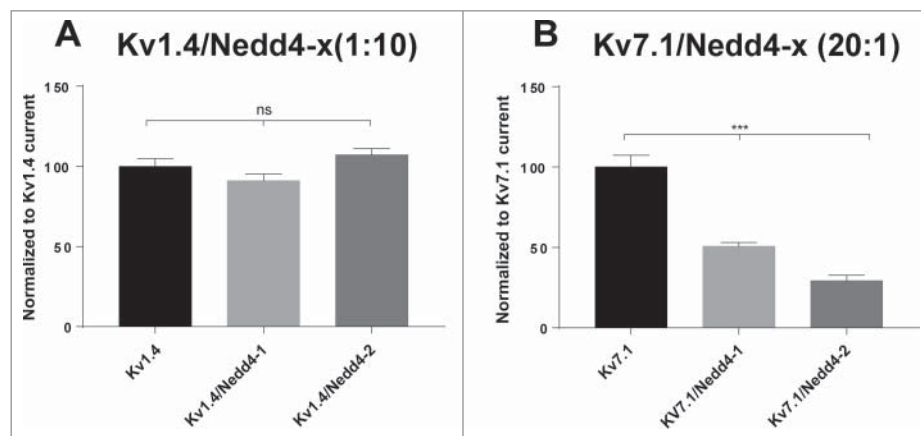 A
Kv1.4/Nedd4-x(1:10)
Normalized to Kv1.4 current
150
100
50
0
ns
Kv1.4
Kv1.4/Nedd4-1
Kv1.4/Nedd4-2
B
Kv7.1/Nedd4-x (20:1)
Normalized to Kv7.1 current
150
100
50
0
***
Kv7.1
KV7.1/Nedd4-1
Kv7.1/Nedd4-2